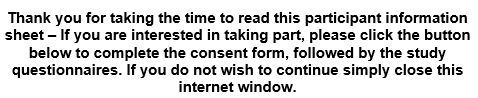 Thank you for taking the time to read this participant information
sheet – If you are interested in taking part, please click the button
below to complete the consent form, followed by the study
questionnaires. If you do not wish to continue simply close this
internet window.